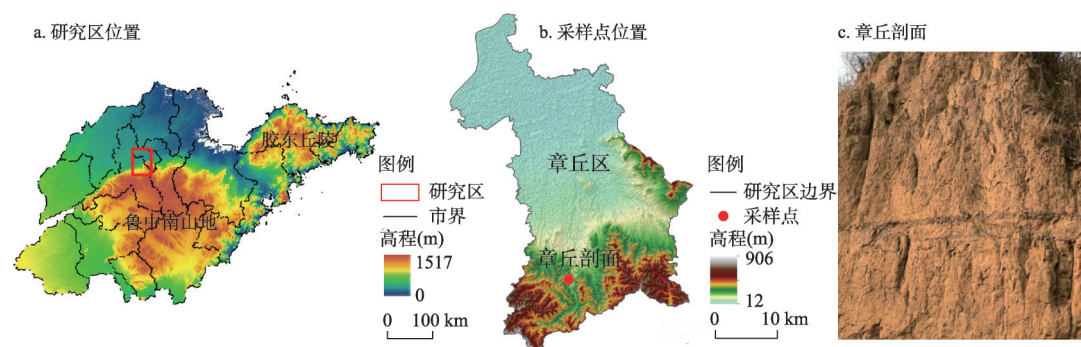 a. 研究区位置
胶东丘陵
鲁中南山地
图例
研究区
市界
高程(m)
1517
0
0 100 km
b. 采样点位置
章丘区
章丘剖面
图例
研究区边界
采样点
高程(m)
906
12
0 10 km
c. 章丘剖面